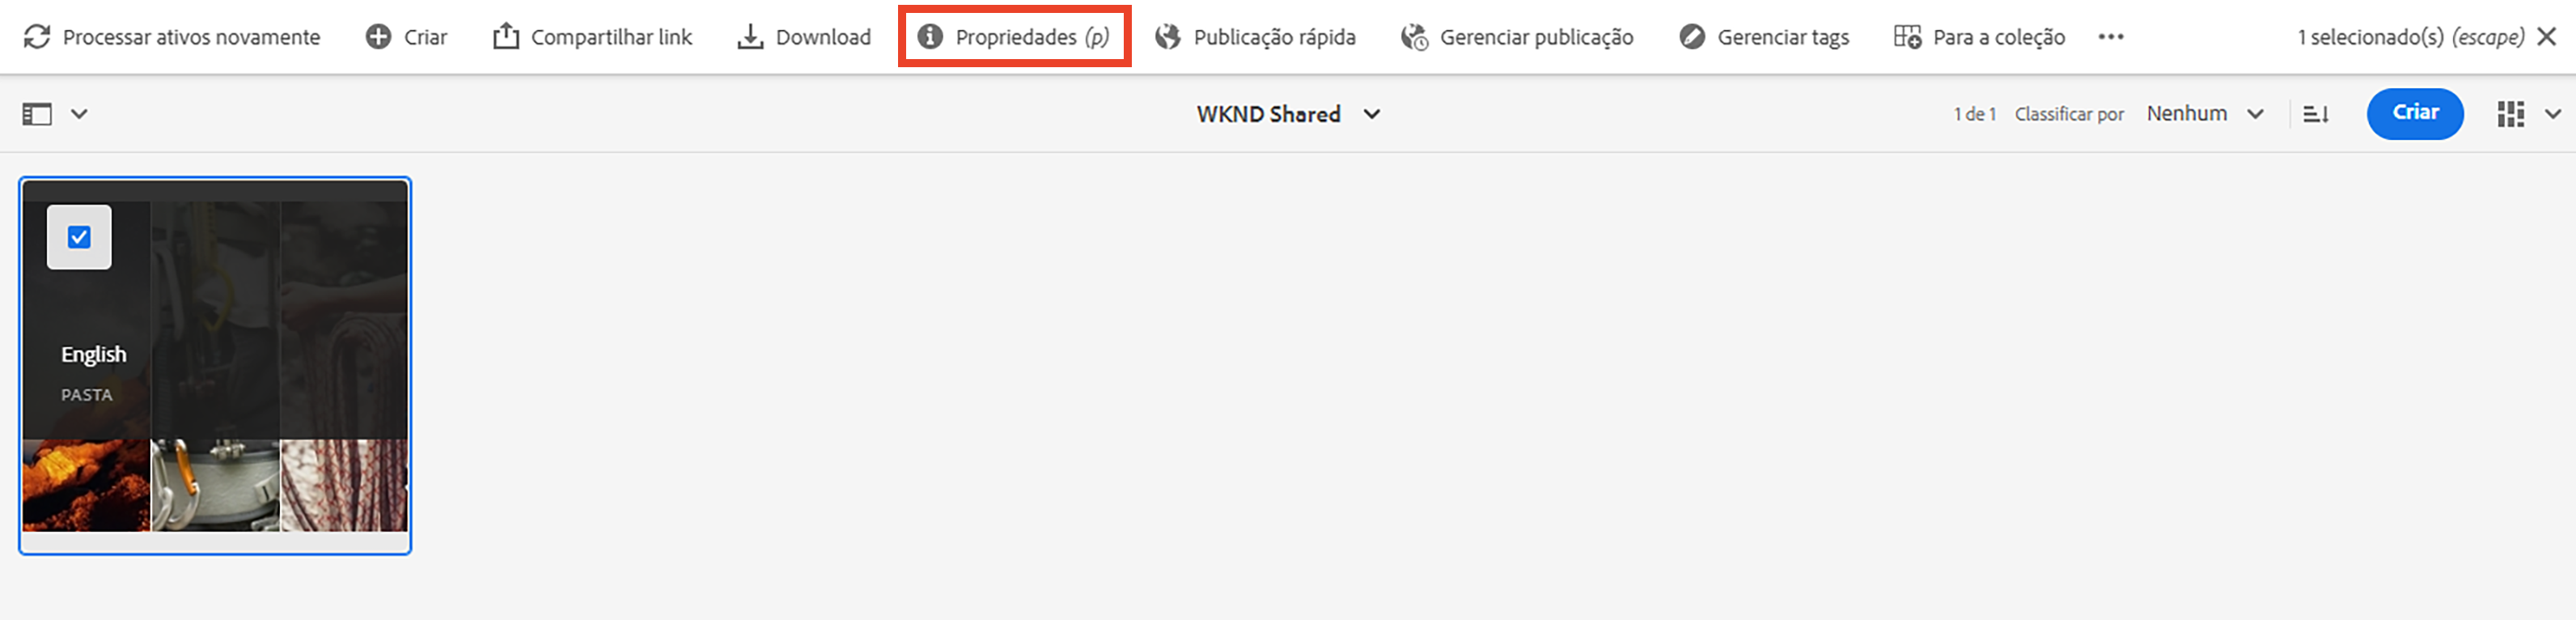 Processar ativos novamente Criar Compartilhar link Download Propriedades (p) Publicação rápida Gerenciar publicação Gerenciar tags Para a coleção ••• 1 selecionado(s) (escape)
WKND Shared 1 de 1 Classificar por Nenhum Criar
English
PASTA